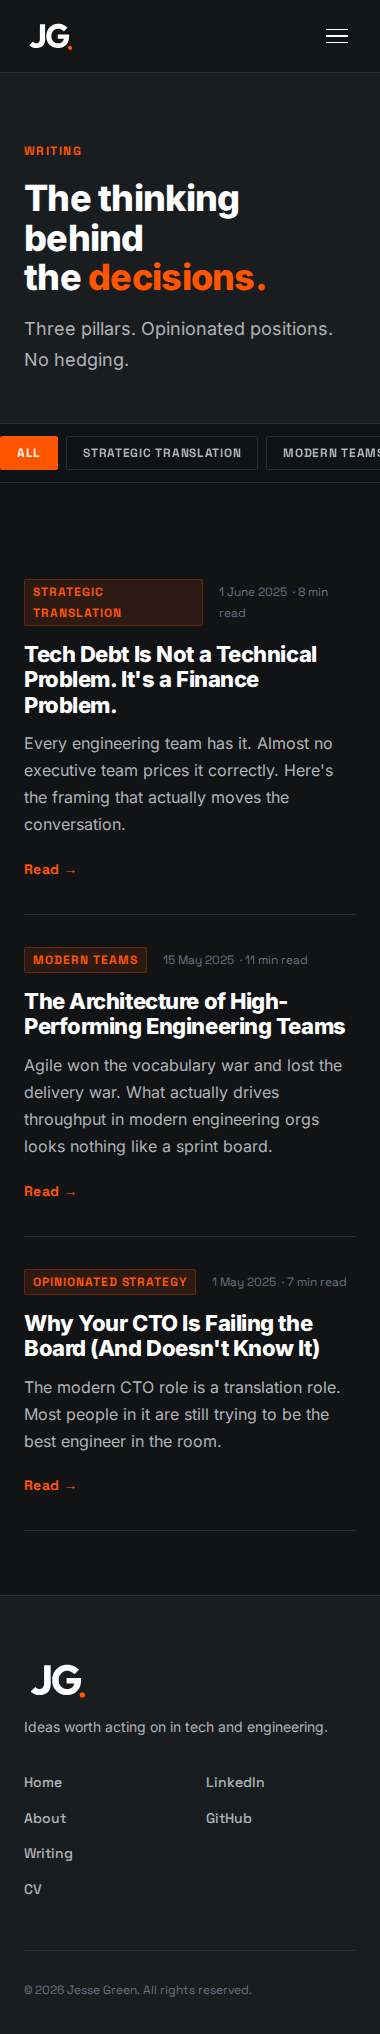 JG.
WRITING
The thinking
behind
the decisions.
Three pillars. Opinionated positions.
No hedging.
ALL STRATEGIC TRANSLATION MODERN TEAMS
STRATEGIC
TRANSLATION
1 June 2025 · 8 min
read
Tech Debt Is Not a Technical
Problem. It's a Finance
Problem.
Every engineering team has it. Almost no
executive team prices it correctly. Here's
the framing that actually moves the
conversation.
Read →
MODERN TEAMS 15 May 2025 · 11 min read
The Architecture of High-
Performing Engineering Teams
Agile won the vocabulary war and lost the
delivery war. What actually drives
throughput in modern engineering orgs
looks nothing like a sprint board.
Read →
OPINIONATED STRATEGY 1 May 2025 · 7 min read
Why Your CTO Is Failing the
Board (And Doesn't Know It)
The modern CTO role is a translation role.
Most people in it are still trying to be the
best engineer in the room.
Read →
JG.
Ideas worth acting on in tech and engineering.
Home
About
Writing
CV
LinkedIn
GitHub
© 2026 Jesse Green. All rights reserved.